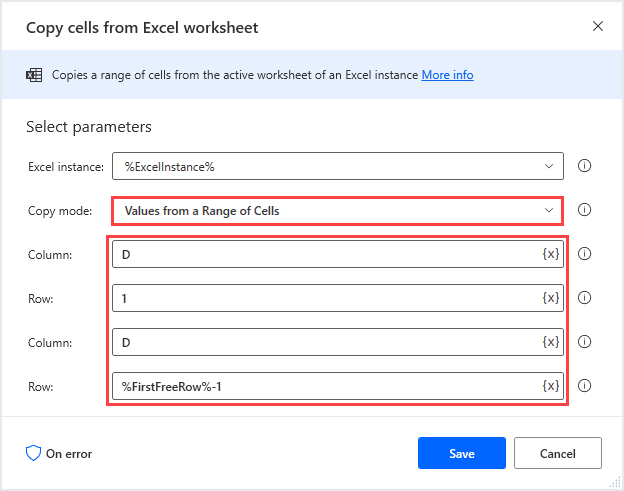 Copy cells from Excel worksheet
Copies a range of cells from the active worksheet of an Excel instance More info
Select parameters
Excel instance: %ExcelInstance%
Copy mode: Values from a Range of Cells
Column: D {x}
Row: 1 {x}
Column: D {x}
Row: %FirstFreeRow%-1 {x}
On error Save Cancel